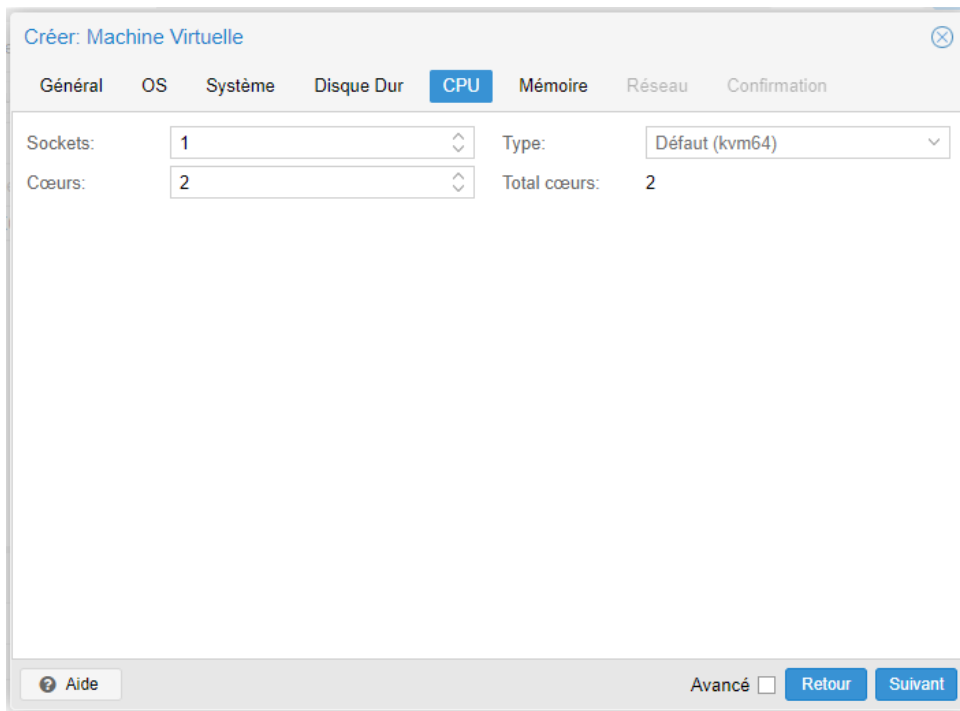 Créer: Machine Virtuelle
Général OS Système Disque Dur CPU Mémoire Réseau Confirmation
Sockets: 1 Type: Défaut (kvm64)
Cœurs: 2 Total cœurs: 2
Aide Avancé Retour Suivant